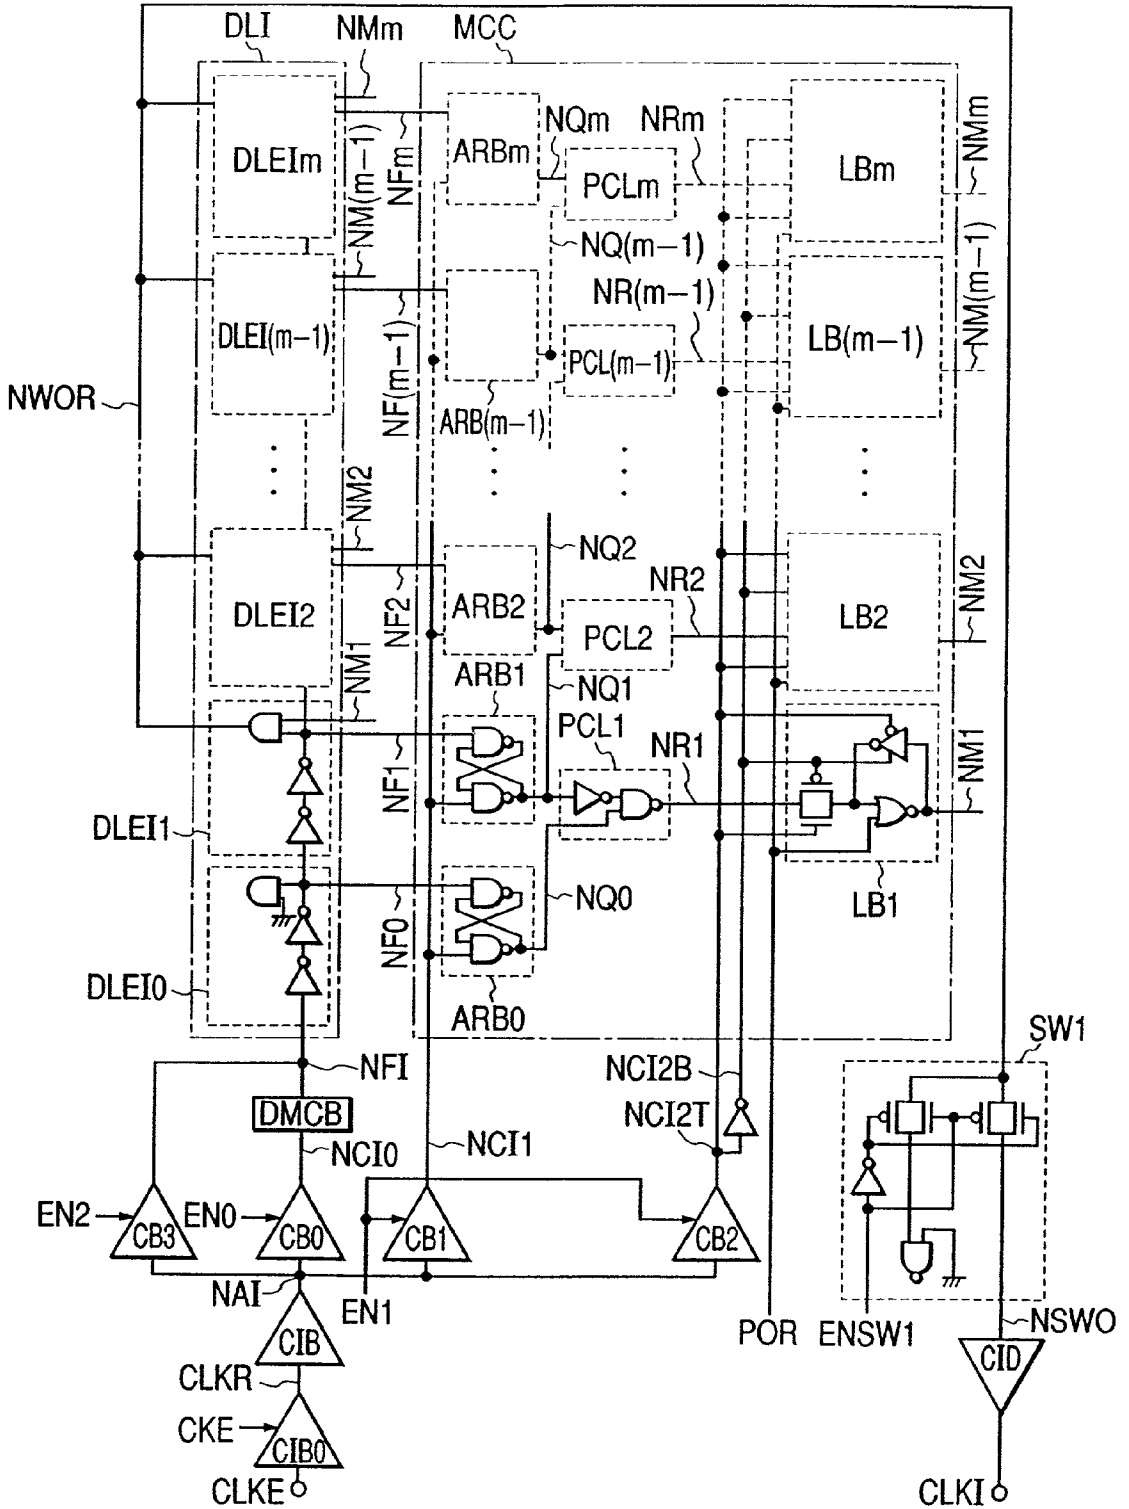 DLI
NMm
MCC
DLEIm
NFm
ARBm
NQm
NRm
PCLm
LBm
NMm
NM(m-1)
NQ(m-1)
NR(m-1)
DLEI(m-1)
NF(m-1)
ARB(m-1)
PCL(m-1)
LB(m-1)
NM(m-1)
NWOR
NM2
NQ2
DLEI2
NF2
ARB2
PCL2
NR2
LB2
NM2
NM1
ARB1
NQ1
PCL1
NR1
NM1
NF1
DLEI1
LB1
NQ0
NF0
DLEI0
ARB0
SW1
NFI
NCI2B
DMCB
NCI2T
NCI0
NCI1
EN2
CB3
EN0
CB0
CB1
CB2
NAI
EN1
POR
ENSW1
NSWO
CIB
CID
CLKR
CKE
CIB0
CLKE
CLKI